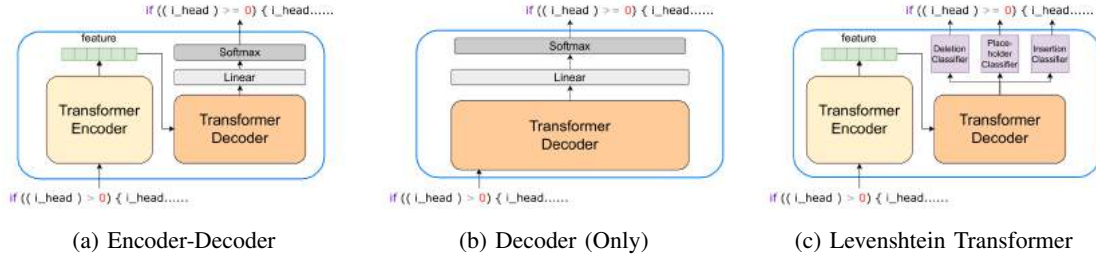 if (( i_head ) >= 0) { i_head......
feature
Softmax
Linear
Transformer
Encoder
Transformer
Decoder
if (( i_head ) > 0) { i_head......
(a) Encoder-Decoder
if (( i_head ) >= 0) { i_head......
Softmax
Linear
Transformer
Decoder
if (( i_head ) > 0) { i_head......
(b) Decoder (Only)
if (( i_head ) >= 0) { i_head......
feature
Deletion
Classifier
Place-
holder
Classifier
Insertion
Classifier
Transformer
Encoder
Transformer
Decoder
if (( i_head ) > 0) { i_head......
(c) Levenshtein Transformer